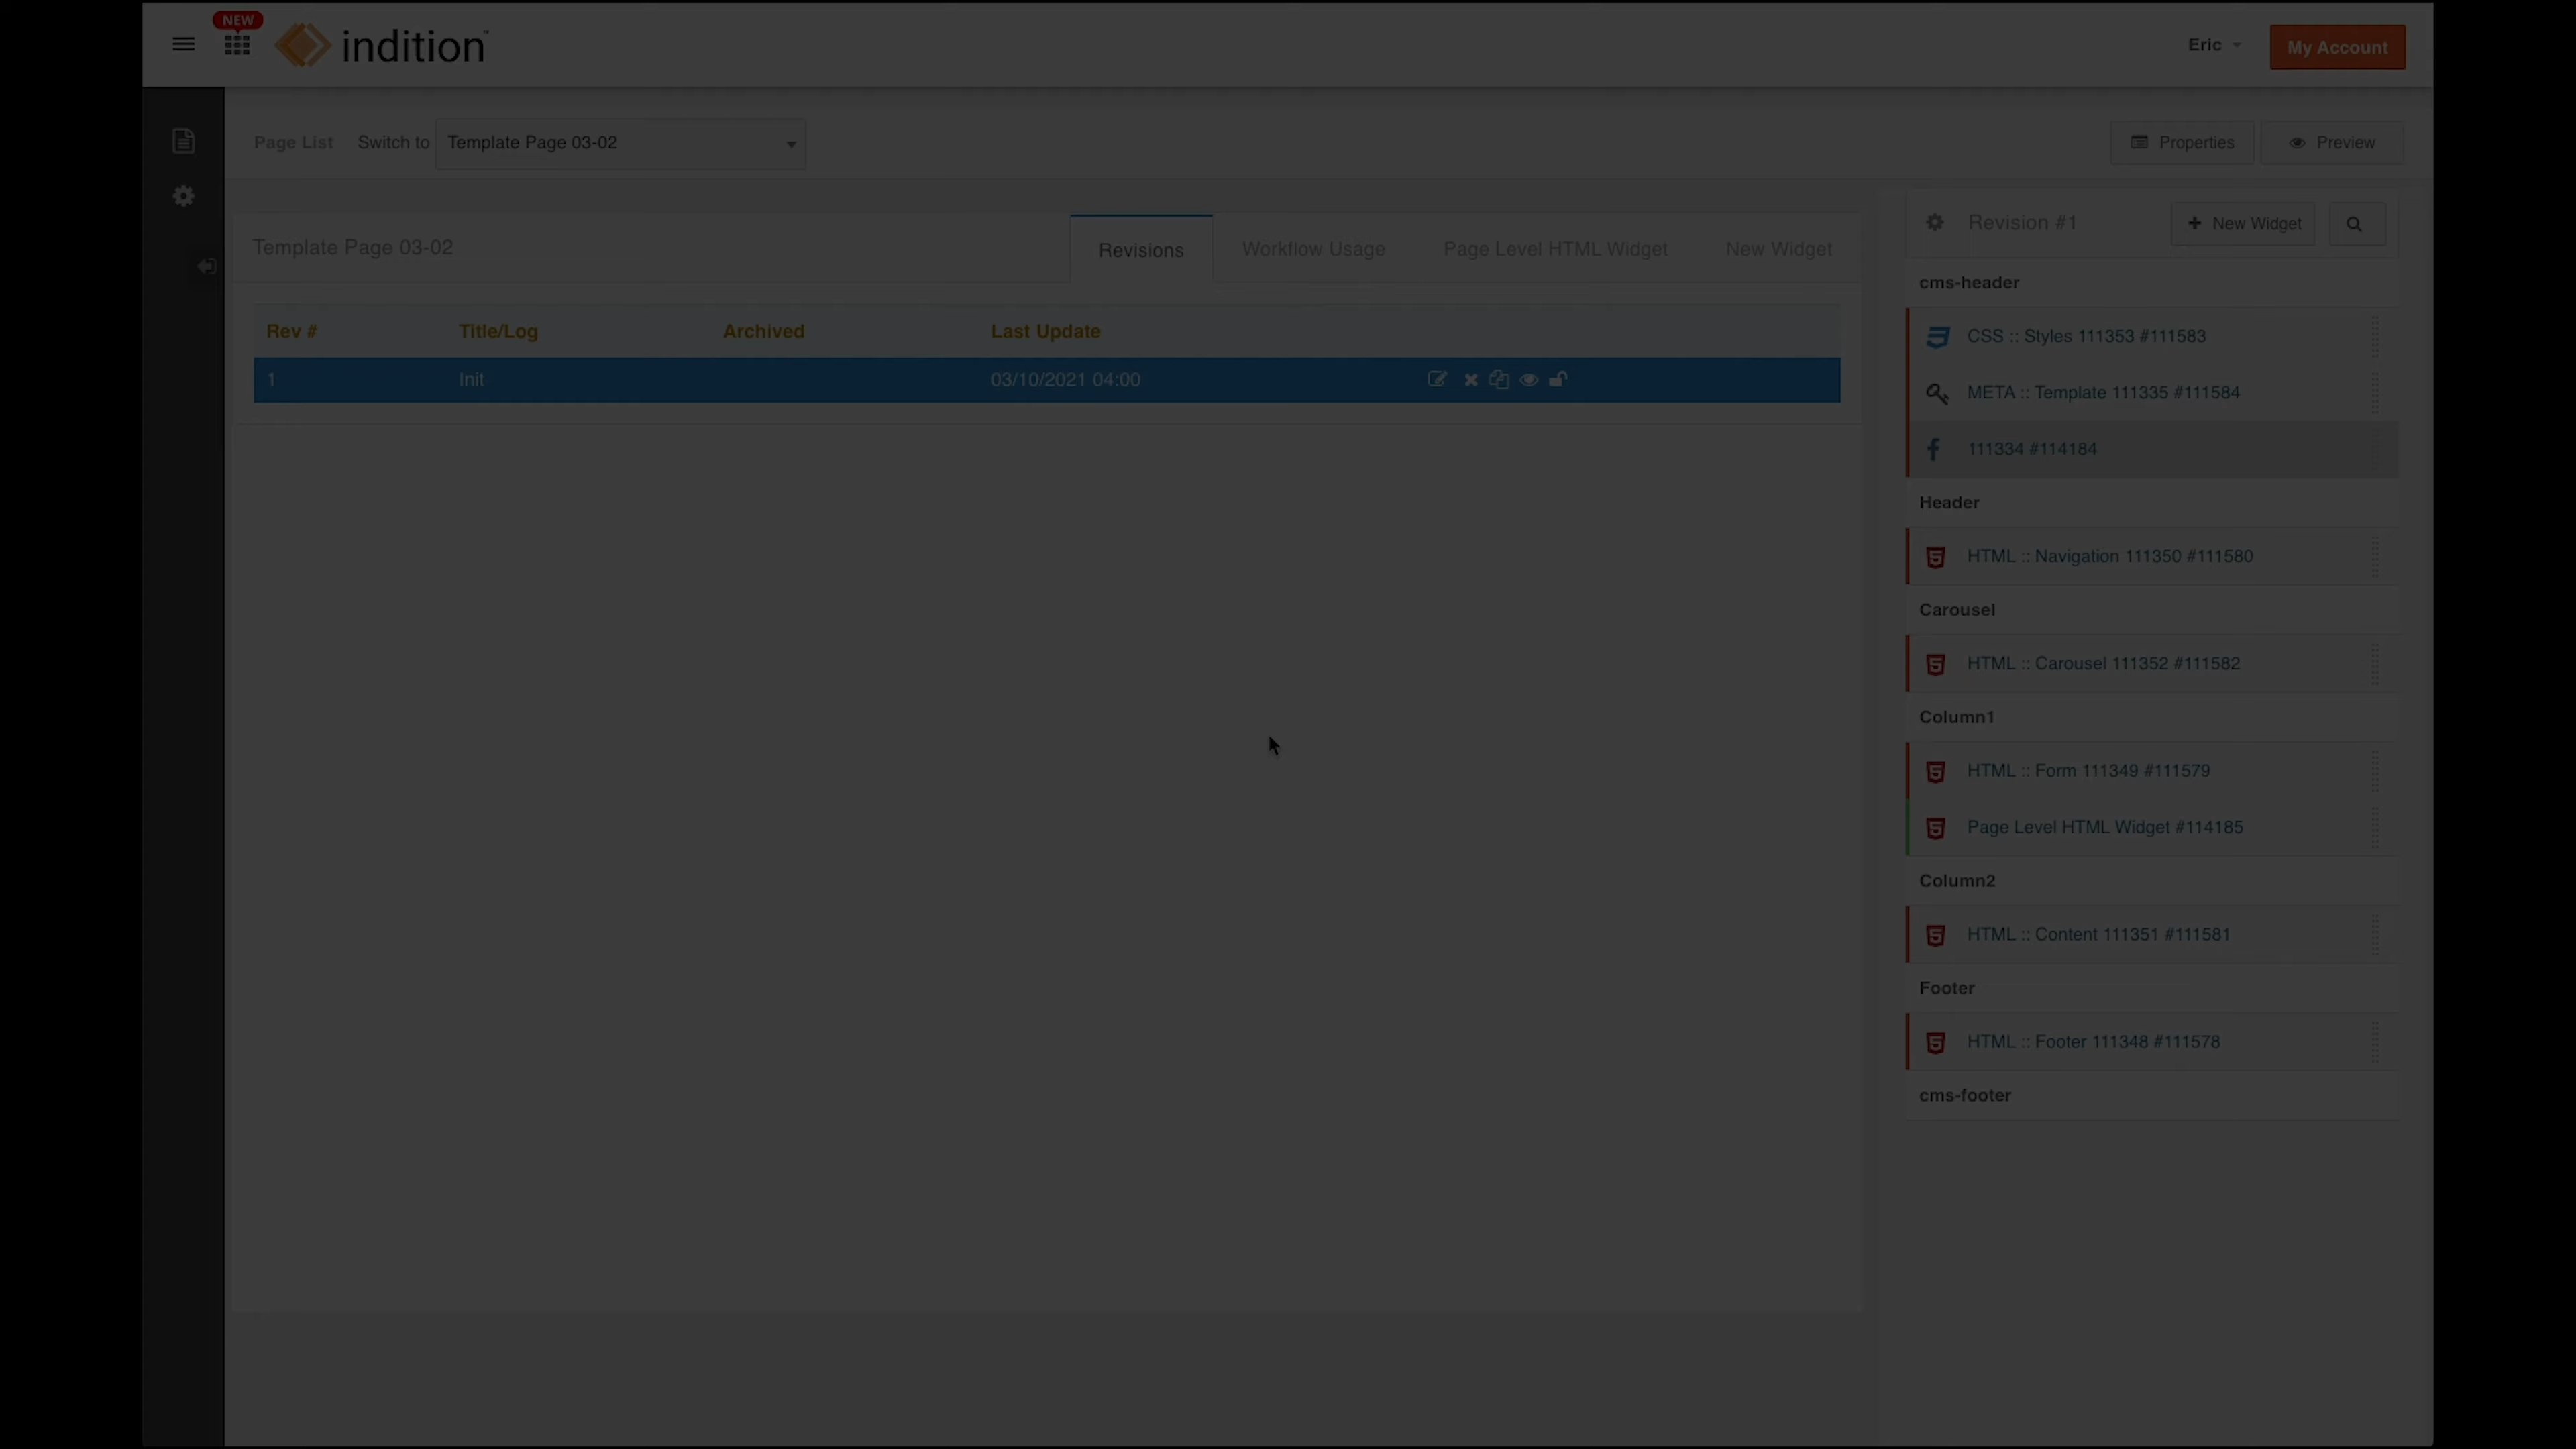 NEW
indition™
Eric
My Account
Page List Switch to Template Page 03-02
Properties
Preview
Template Page 03-02
Revisions
Workflow Usage
Page Level HTML Widget
New Widget
Rev # Title/Log Archived Last Update
1 Init 03/10/2021 04:00
Revision #1
New Widget
cms-header
CSS :: Styles 111353 #111583
META :: Template 111335 #111584
111334 #114184
Header
HTML :: Navigation 111350 #111580
Carousel
HTML :: Carousel 111352 #111582
Column1
HTML :: Form 111349 #111579
Page Level HTML Widget #114185
Column2
HTML :: Content 111351 #111581
Footer
HTML :: Footer 111348 #111578
cms-footer